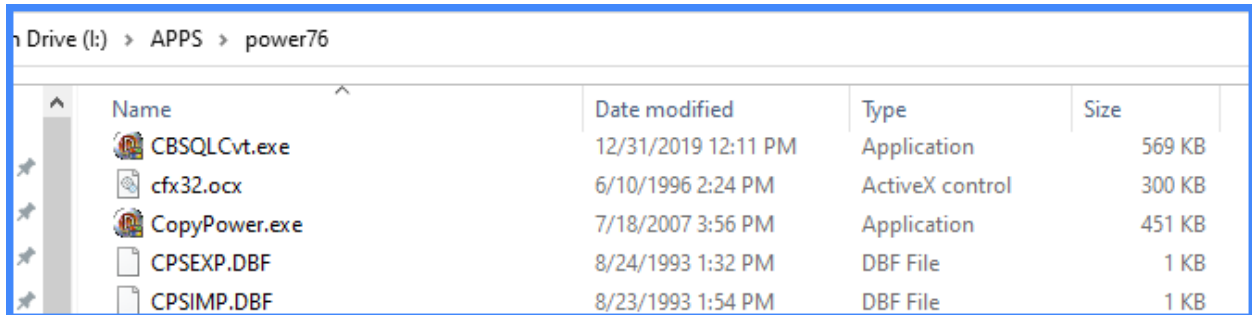 n Drive (I:) > APPS > power76
Name Date modified Type Size
CBSQLCvt.exe 12/31/2019 12:11 PM Application 569 KB
cfx32.ocx 6/10/1996 2:24 PM ActiveX control 300 KB
CopyPower.exe 7/18/2007 3:56 PM Application 451 KB
CPSEXP.DBF 8/24/1993 1:32 PM DBF File 1 KB
CPSIMP.DBF 8/23/1993 1:54 PM DBF File 1 KB